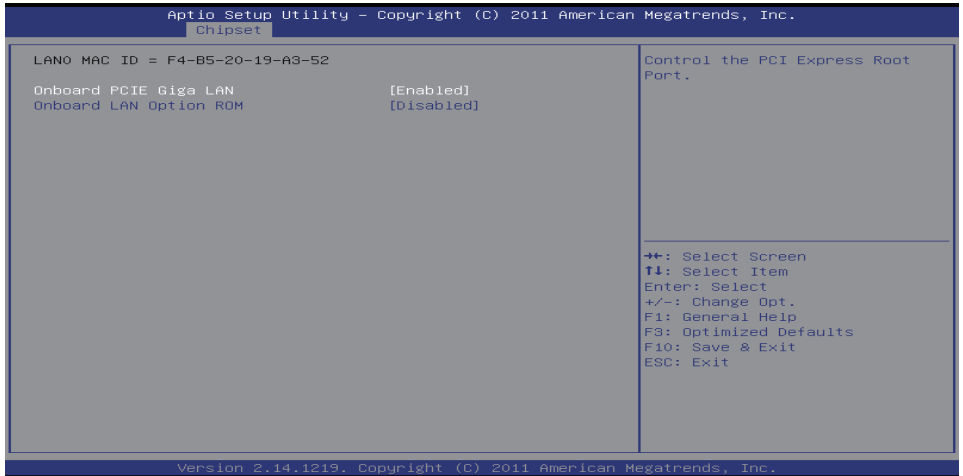 Aptio Setup Utility – Copyright (C) 2011 American Megatrends, Inc.
Chipset
LAN0 MAC ID = F4-B5-20-19-A3-52
Onboard PCIE Giga LAN [Enabled]
Onboard LAN Option ROM [Disabled]
Control the PCI Express Root
Port.
→←: Select Screen
↑↓: Select Item
Enter: Select
+/-: Change Opt.
F1: General Help
F3: Optimized Defaults
F10: Save & Exit
ESC: Exit
Version 2.14.1219. Copyright (C) 2011 American Megatrends, Inc.